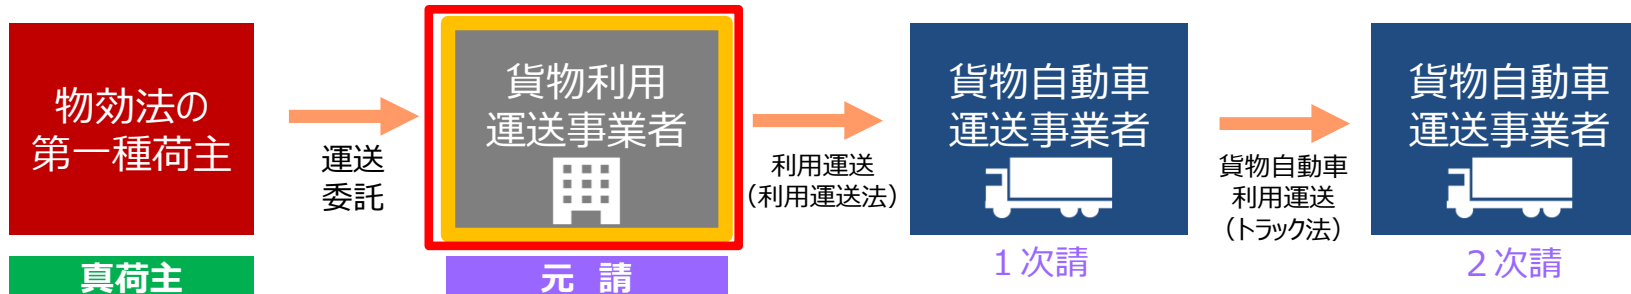 物効法の
第一種荷主
真荷主
運送
委託
貨物利用
運送事業者
元　請
利用運送
（利用運送法）
貨物自動車
運送事業者
１次請
貨物自動車
利用運送
（トラック法）
貨物自動車
運送事業者
２次請